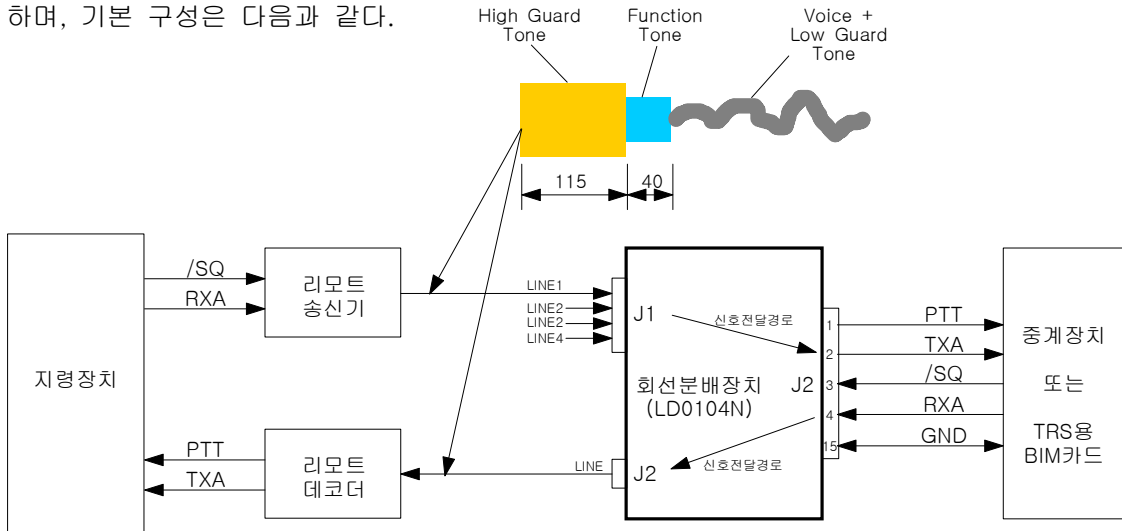 하며, 기본 구성은 다음과 같다.
High Guard
Tone
Function
Tone
Voice +
Low Guard
Tone
115
40
지령장치
/SQ
RXA
리모트
송신기
LINE1
LINE2
LINE2
LINE4
J1
신호전달경로
회선분배장치
(LD0104N)
J2
1
2
3
4
15
PTT
TXA
/SQ
RXA
GND
중계장치
또는
TRS용
BIM카드
PTT
TXA
리모트
데코더
LINE
J2
신호전달경로